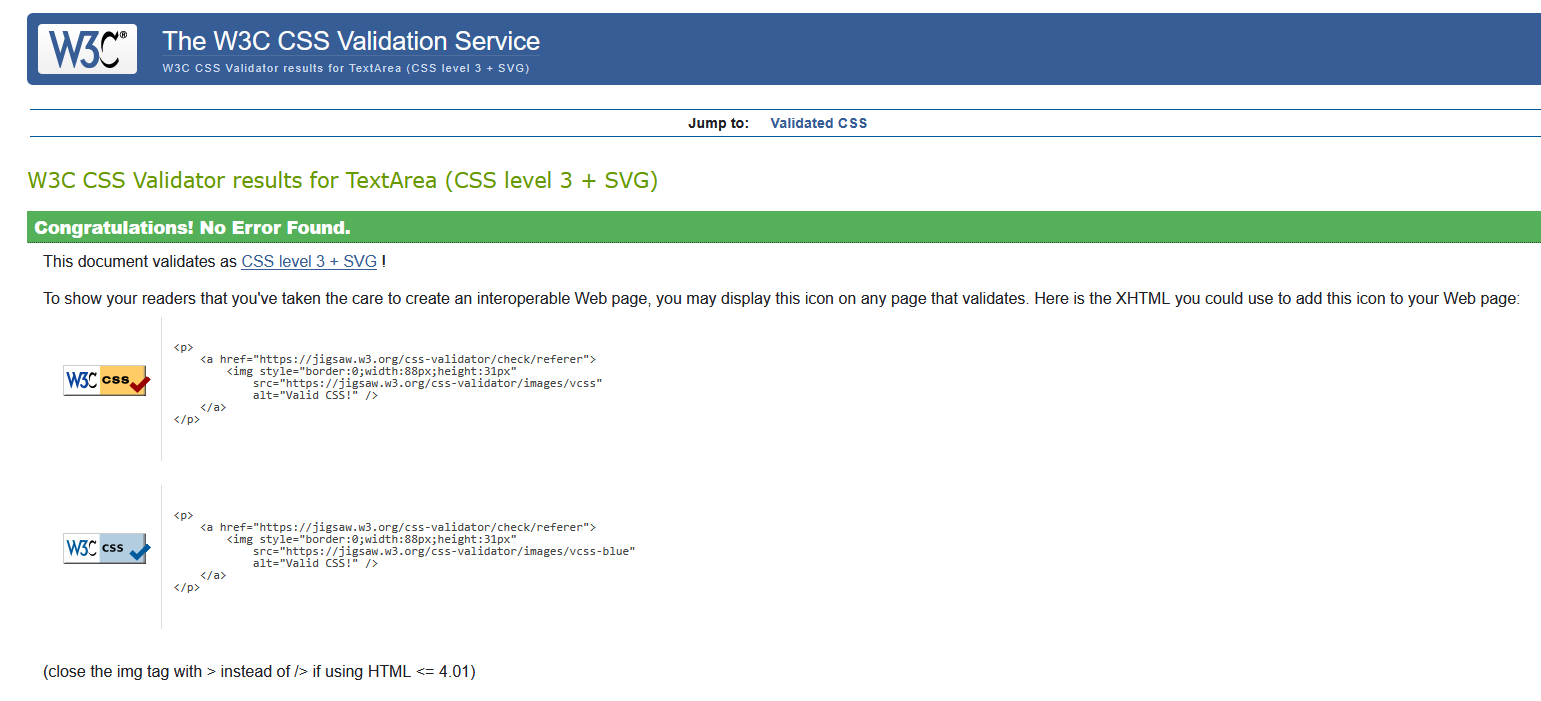 W3C®
The W3C CSS Validation Service
W3C CSS Validator results for TextArea (CSS level 3 + SVG)
Jump to: Validated CSS
W3C CSS Validator results for TextArea (CSS level 3 + SVG)
Congratulations! No Error Found.
This document validates as CSS level 3 + SVG !
To show your readers that you've taken the care to create an interoperable Web page, you may display this icon on any page that validates. Here is the XHTML you could use to add this icon to your Web page:
W3C css
<p>
    <a href="https://jigsaw.w3.org/css-validator/check/referer">
        <img style="border:0;width:88px;height:31px"
            src="https://jigsaw.w3.org/css-validator/images/vcss"
            alt="Valid CSS!" />
    </a>
</p>
W3C css
<p>
    <a href="https://jigsaw.w3.org/css-validator/check/referer">
        <img style="border:0;width:88px;height:31px"
            src="https://jigsaw.w3.org/css-validator/images/vcss-blue"
            alt="Valid CSS!" />
    </a>
</p>
(close the img tag with > instead of /> if using HTML <= 4.01)